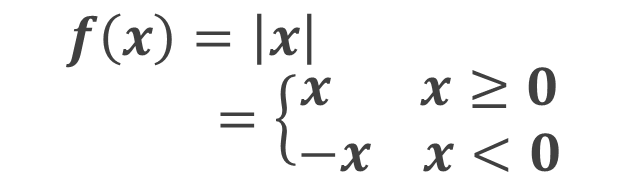 f(x) = |x|
= { x x ≥ 0
−x x < 0